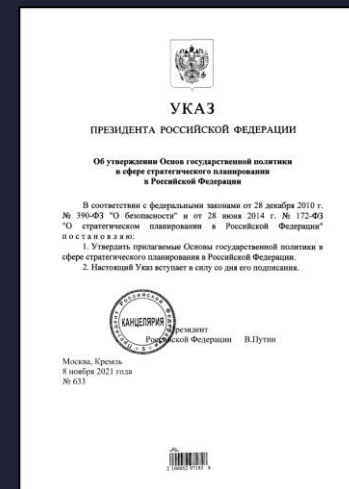 УКАЗ
ПРЕЗИДЕНТА РОССИЙСКОЙ ФЕДЕРАЦИИ
Об утверждении Основ государственной политики
в сфере стратегического планирования
в Российской Федерации
В соответствии с федеральными законами от 28 декабря 2010 г.
№ 390-ФЗ "О безопасности" и от 28 июня 2014 г. № 172-ФЗ
"О стратегическом планировании в Российской Федерации"
п о с т а н о в л я ю:
1. Утвердить прилагаемые Основы государственной политики в
сфере стратегического планирования в Российской Федерации.
2. Настоящий Указ вступает в силу со дня его подписания.
КАНЦЕЛЯРИЯ
Президент
Российской Федерации В.Путин
Москва, Кремль
8 ноября 2021 года
№ 633